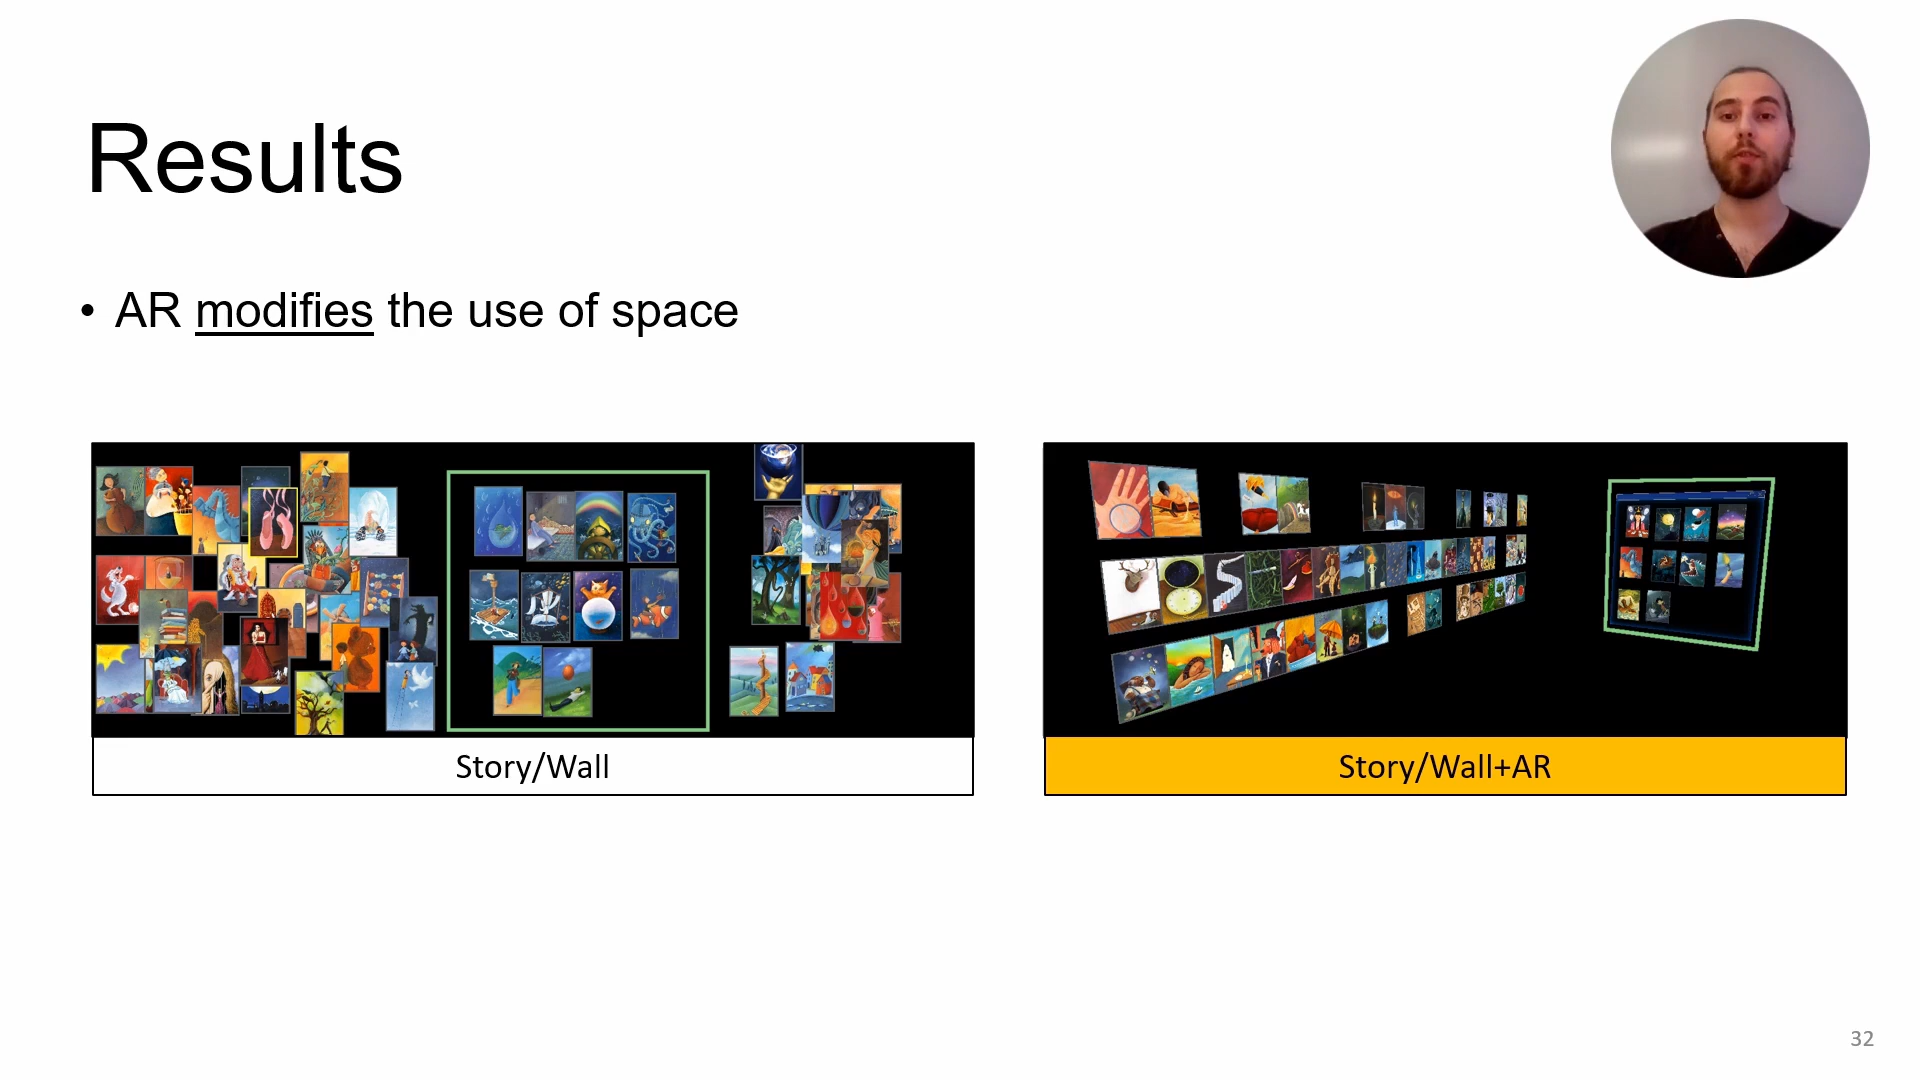 Results
• AR modifies the use of space
Story/Wall
Story/Wall+AR
32